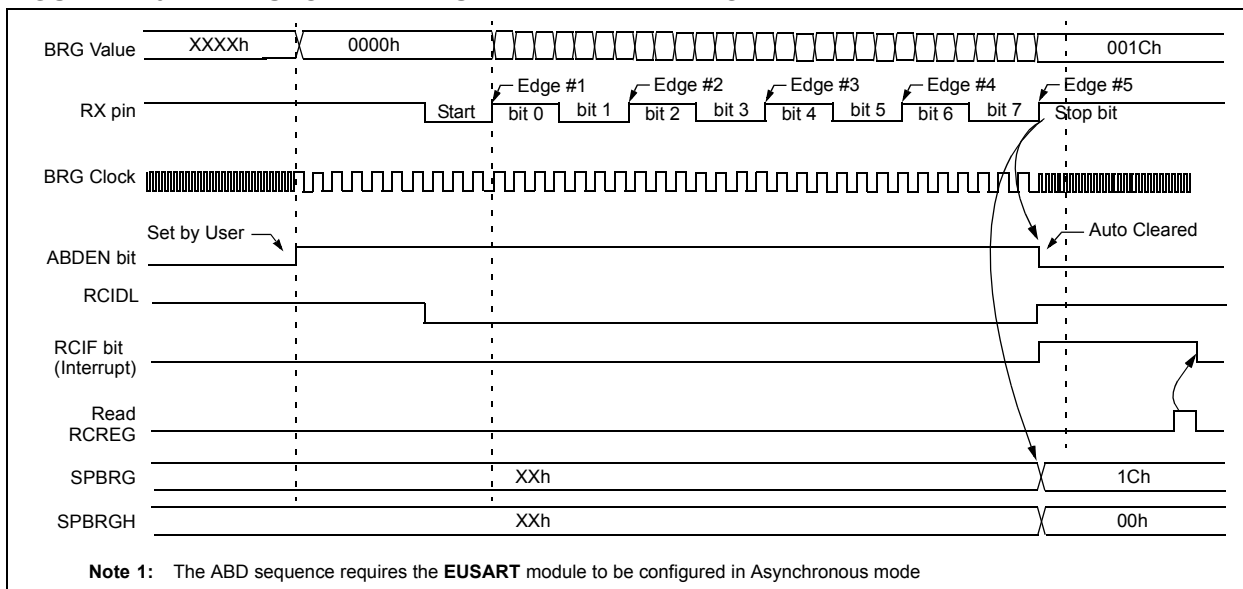 BRG Value XXXXh 0000h 001Ch
Edge #1 Edge #2 Edge #3 Edge #4 Edge #5
RX pin Start bit 0 bit 1 bit 2 bit 3 bit 4 bit 5 bit 6 bit 7 Stop bit
BRG Clock
Set by User Auto Cleared
ABDEN bit
RCIDL
RCIF bit
(Interrupt)
Read
RCREG
SPBRG XXh 1Ch
SPBRGH XXh 00h
Note 1: The ABD sequence requires the EUSART module to be configured in Asynchronous mode